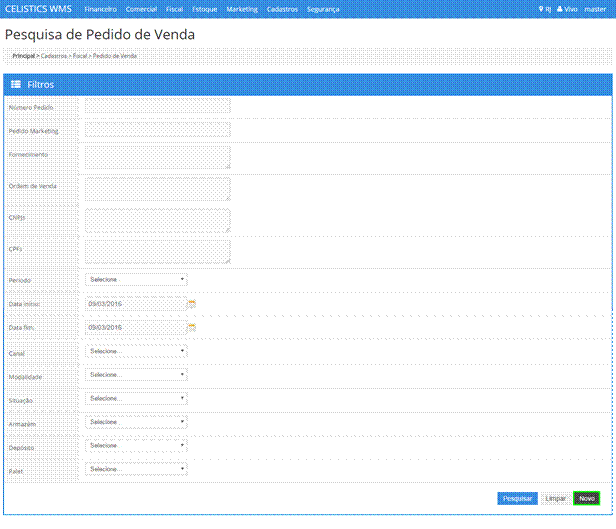 CELISTICS WMS Financeiro Comercial Fiscal Estoque Marketing Cadastros Segurança RJ Vivo master
Pesquisa de Pedido de Venda
Principal > Cadastros > Fiscal > Pedido de Venda
Filtros
Número Pedido
Pedido Marketing
Fornecimento
Ordem de Venda
CNPJs
CPFs
Período Selecione
Data início: 09/03/2016
Data fim: 09/03/2016
Canal Selecione...
Modalidade Selecione...
Situação Selecione...
Armazém Selecione...
Depósito Selecione
Palet Selecione...
Pesquisar Limpar Novo